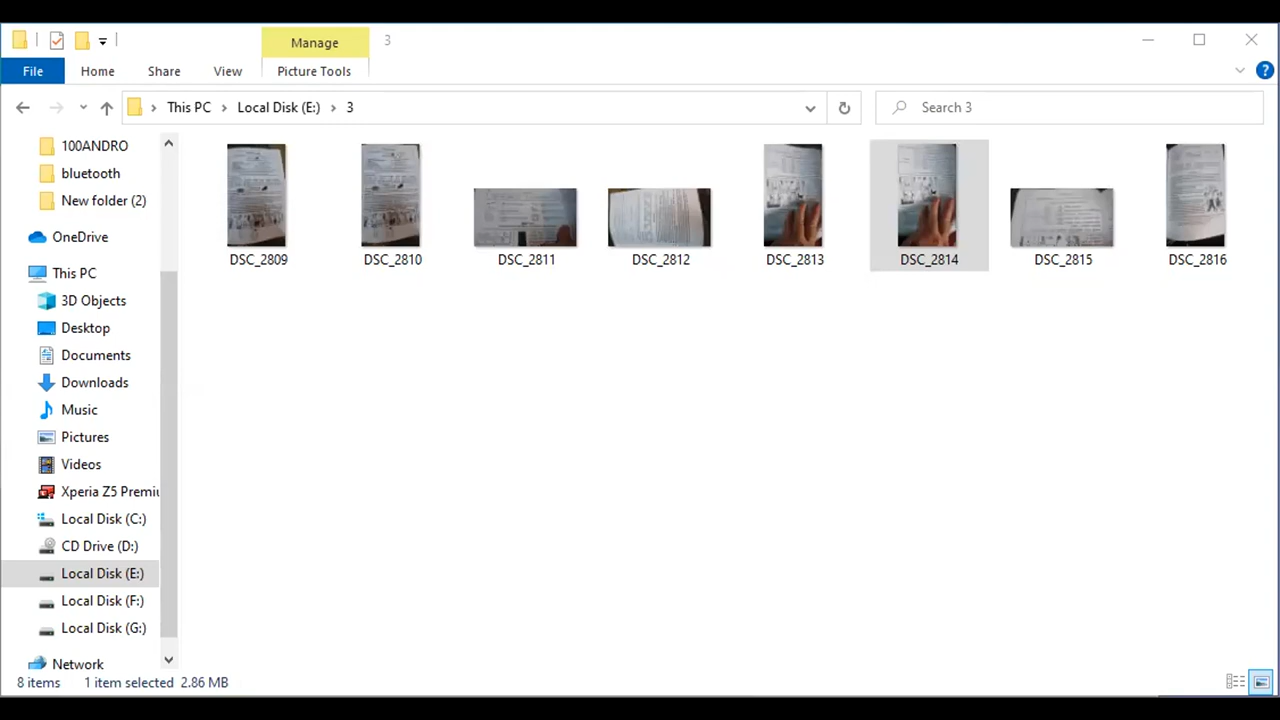 Manage
3
File
Home
Share
View
Picture Tools
This PC
Local Disk (E:)
3
Search 3
100ANDRO
bluetooth
New folder (2)
OneDrive
This PC
3D Objects
Desktop
Documents
Downloads
Music
Pictures
Videos
Xperia Z5 Premiu
Local Disk (C:)
CD Drive (D:)
Local Disk (E:)
Local Disk (F:)
Local Disk (G:)
Network
DSC_2809
DSC_2810
DSC_2811
DSC_2812
DSC_2813
DSC_2814
DSC_2815
DSC_2816
8 items
1 item selected 2.86 MB